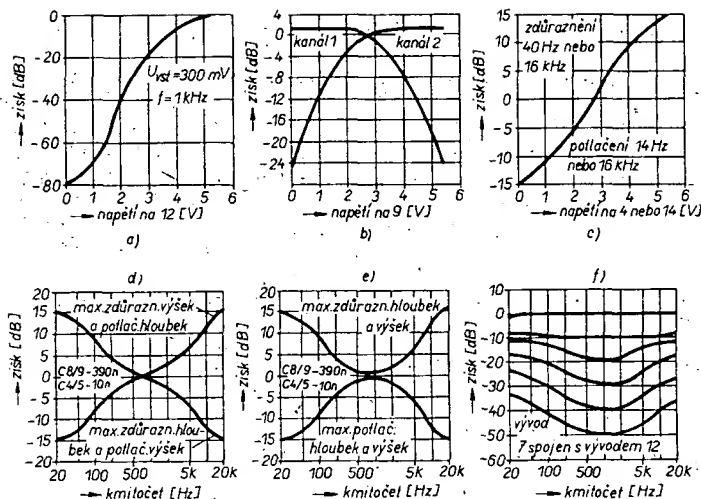 0
-20
-40
-60
-80
zisk [dB]
Uvst = 300 mV
f = 1 kHz
0 1 2 3 4 5 6
napětí na 12 [V]
a)
4
0
-4
-8
-12
-16
-20
-24
zisk [dB]
kanál 1
kanál 2
0 1 2 3 4 5 6
napětí na 9 [V]
b)
15
10
5
0
-5
-10
-15
zisk [dB]
zdůraznění
40 Hz nebo
16 kHz
potlačení 14 Hz
nebo 16 kHz
0 1 2 3 4 5 6
napětí na 4 nebo 14 [V]
c)
d)
20
15
10
5
0
-5
-10
-15
-20
zisk [dB]
max.zdůrazn.výšek
a potlač.hloubek
C8/9-390n
C4/5-10n
max.zdůrazn.hlou-
bek a potlač.výšek
20 100 500 5k 20k
kmitočet [Hz]
e)
20
15
10
5
0
-5
-10
-15
-20
zisk [dB]
max.zdůrazn.hloubek
a výšek
C8/9-390n
C4/5-10n
max.potlač.
hloubek a výšek
20 100 500 5k 20k
kmitočet [Hz]
f)
10
0
-10
-20
-30
-40
-50
-60
zisk [dB]
vývod
7 spojen s vývodem 12
20 100 500 5k 20k
kmitočet [Hz]